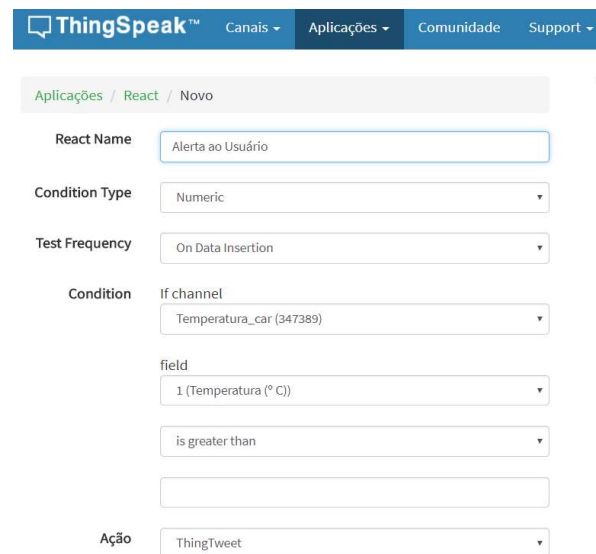 ThingSpeak™ Canais Aplicações Comunidade Support
Aplicações / React / Novo
React Name Alerta ao Usuário
Condition Type Numeric
Test Frequency On Data Insertion
Condition If channel
Temperatura_car (347389)
field
1 (Temperatura (º C))
is greater than
Ação ThingTweet